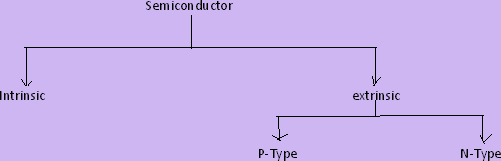 Semiconductor
Intrinsic
extrinsic
P-Type
N-Type